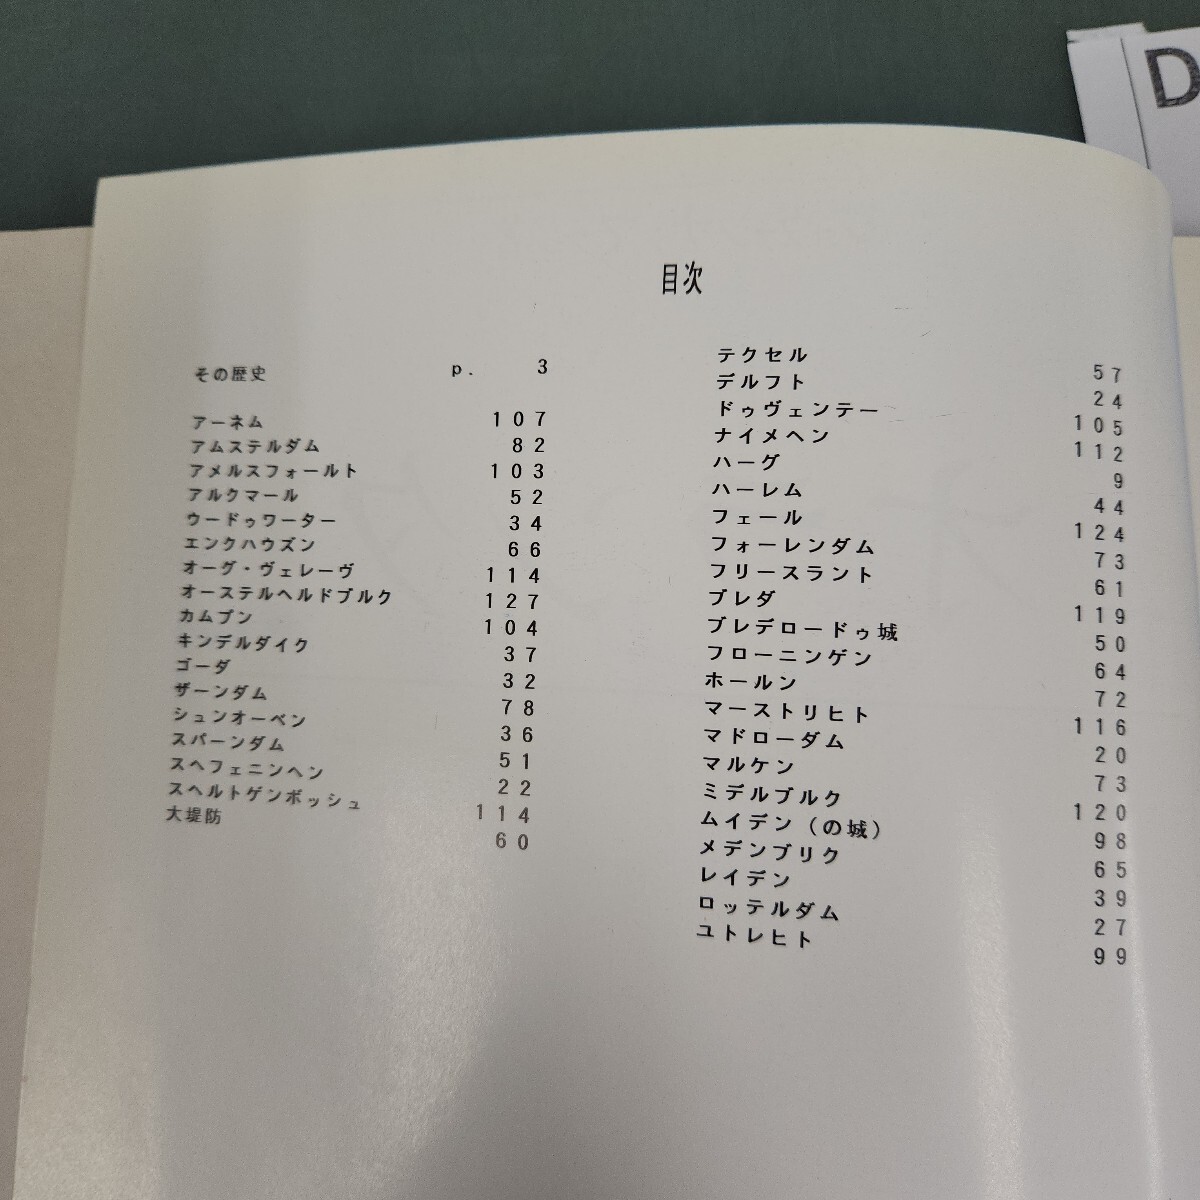 D
目次
その歴史 p. 3
アーネム 107
アムステルダム 82
アメルスフォールト 103
アルクマール 52
ウードゥワーター 34
エンクハウズン 66
オーグ・ヴェレーヴ 114
オーステルヘルドブルク 127
カムプン 104
キンデルダイク 37
ゴーダ 32
ザーンダム 78
シュンオーベン 36
スパーンダム 51
スヘフェニンヘン 22
スヘルトゲンボッシュ 114
大堤防 60
テクセル 57
デルフト 24
ドゥヴェンテー 105
ナイメヘン 112
ハーグ 9
ハーレム 44
フェール 124
フォーレンダム 73
フリースラント 61
ブレダ 119
ブレデロードゥ城 50
フローニンゲン 64
ホールン 72
マーストリヒト 116
マドローダム 20
マルケン 73
ミデルブルク 120
ムイデン（の城） 98
メデンブリク 65
レイデン 39
ロッテルダム 27
ユトレヒト 99